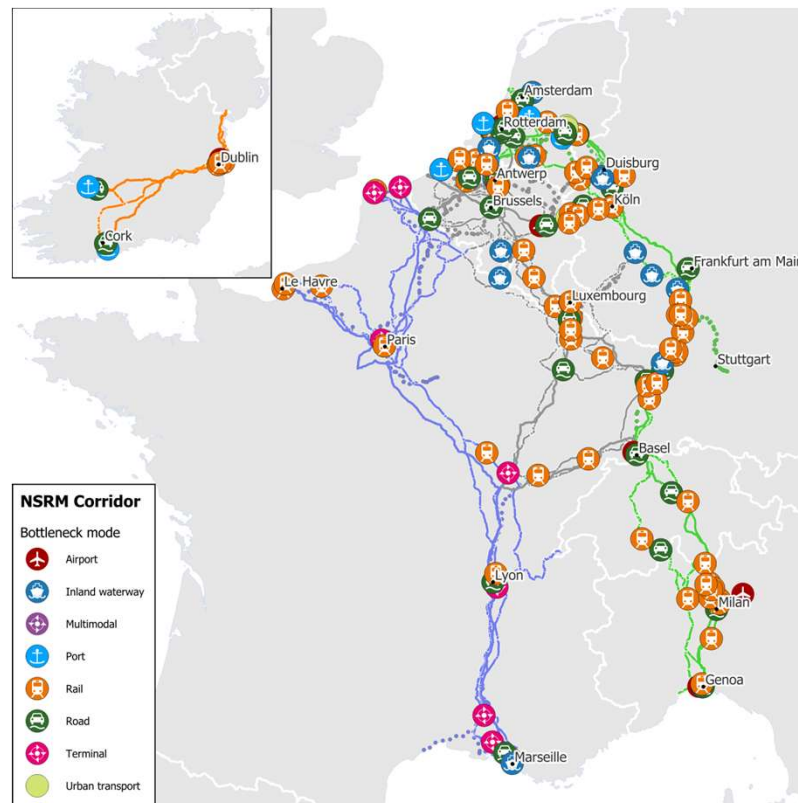 Dublin
Cork
Amsterdam
Rotterdam
Duisburg
Antwerp
Brussels
Köln
Frankfurt am Main
Le Havre
Luxembourg
Paris
Stuttgart
Basel
Lyon
Milan
Genoa
Marseille
NSRM Corridor
Bottleneck mode
Airport
Inland waterway
Multimodal
Port
Rail
Road
Terminal
Urban transport